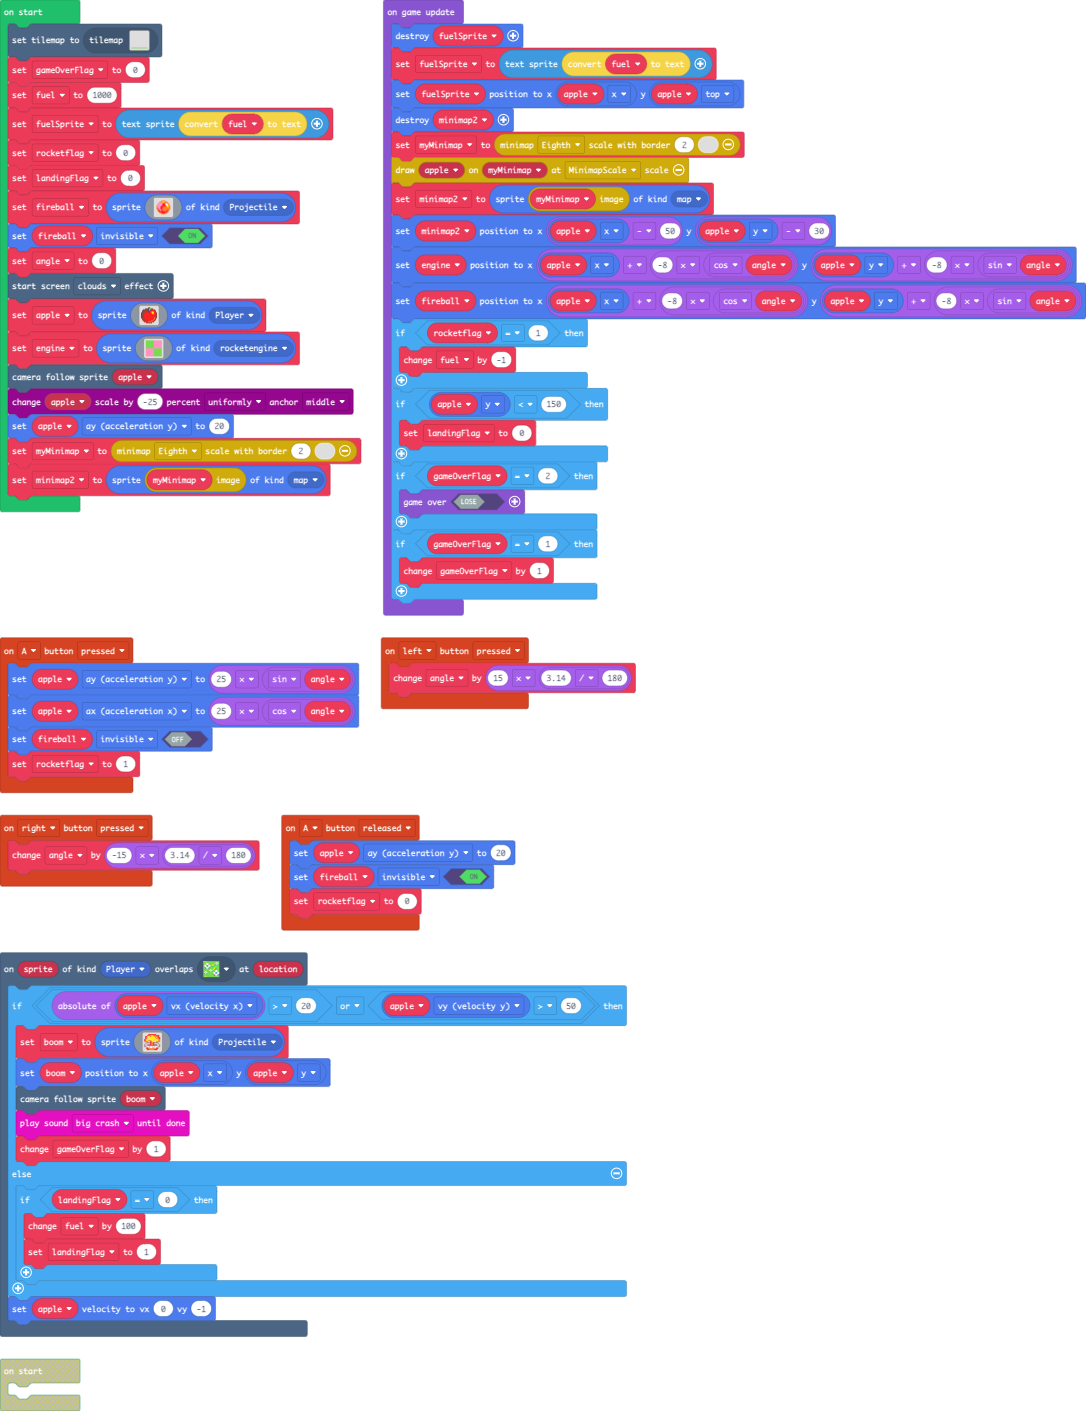 on start
set tilemap to tilemap
set gameOverFlag to 0
set fuel to 1000
set fuelSprite to text sprite convert fuel to text
set rocketflag to 0
set landingFlag to 0
set fireball to sprite of kind Projectile
set fireball invisible ON
set angle to 0
start screen clouds effect
set apple to sprite of kind Player
set engine to sprite of kind rocketengine
camera follow sprite apple
change apple scale by -25 percent uniformly anchor middle
set apple ay (acceleration y) to 20
set myMinimap to minimap Eighth scale with border 2
set minimap2 to sprite myMinimap image of kind map
on game update
destroy fuelSprite
set fuelSprite to text sprite convert fuel to text
set fuelSprite position to x apple x y apple top
destroy minimap2
set myMinimap to minimap Eighth scale with border 2
draw apple on myMinimap at MinimapScale scale
set minimap2 to sprite myMinimap image of kind map
set minimap2 position to x apple x - 50 y apple y - 30
set engine position to x apple x + -8 × cos angle y apple y + -8 × sin angle
set fireball position to x apple x + -8 × cos angle y apple y + -8 × sin angle
if rocketflag = 1 then
change fuel by -1
if apple y < 150 then
set landingFlag to 0
if gameOverFlag = 2 then
game over LOSE
if gameOverFlag = 1 then
change gameOverFlag by 1
on A button pressed
set apple ay (acceleration y) to 25 × sin angle
set apple ax (acceleration x) to 25 × cos angle
set fireball invisible OFF
set rocketflag to 1
on left button pressed
change angle by 15 × 3.14 / 180
on right button pressed
change angle by -15 × 3.14 / 180
on A button released
set apple ay (acceleration y) to 20
set fireball invisible ON
set rocketflag to 0
on sprite of kind Player overlaps at location
if absolute of apple vx (velocity x) > 20 or apple vy (velocity y) > 50 then
set boom to sprite of kind Projectile
set boom position to x apple x y apple y
camera follow sprite boom
play sound big crash until done
change gameOverFlag by 1
else
if landingFlag = 0 then
change fuel by 100
set landingFlag to 1
set apple velocity to vx 0 vy -1
on start